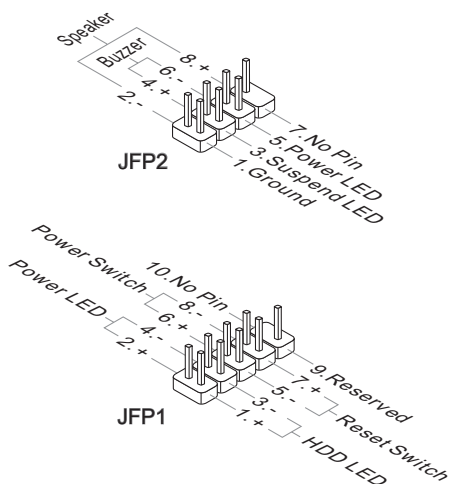 Speaker
Buzzer
8.+
6.-
4.+
2.-
7.No Pin
5.Power LED
3.Suspend LED
1.Ground
JFP2
Power Switch
Power LED
10.No Pin
8.-
6.+
4.-
2.+
9.Reserved
7.+
5.-
3.-
1.+
Reset Switch
HDD LED
JFP1